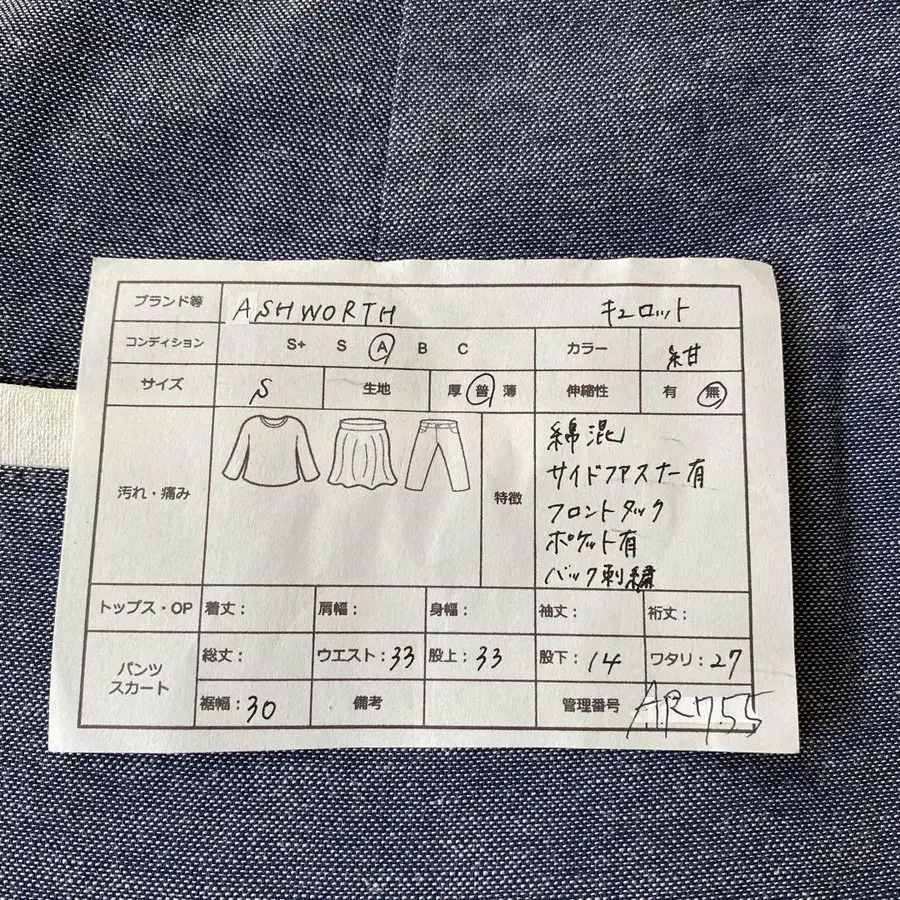 ブランド等 ASHWORTH キュロット
コンディション S+ S A B C カラー 紺
サイズ S 生地 厚 普 薄 伸縮性 有 無
汚れ・痛み 特徴
綿混
サイドファスナー有
フロントタック
ポケット有
バック刺繍
トップス・OP 着丈: 肩幅: 身幅: 袖丈: 裄丈:
パンツ
スカート
総丈: ウエスト:33 股上:33 股下:14 ワタリ:27
裾幅:30 備考 管理番号 AR755